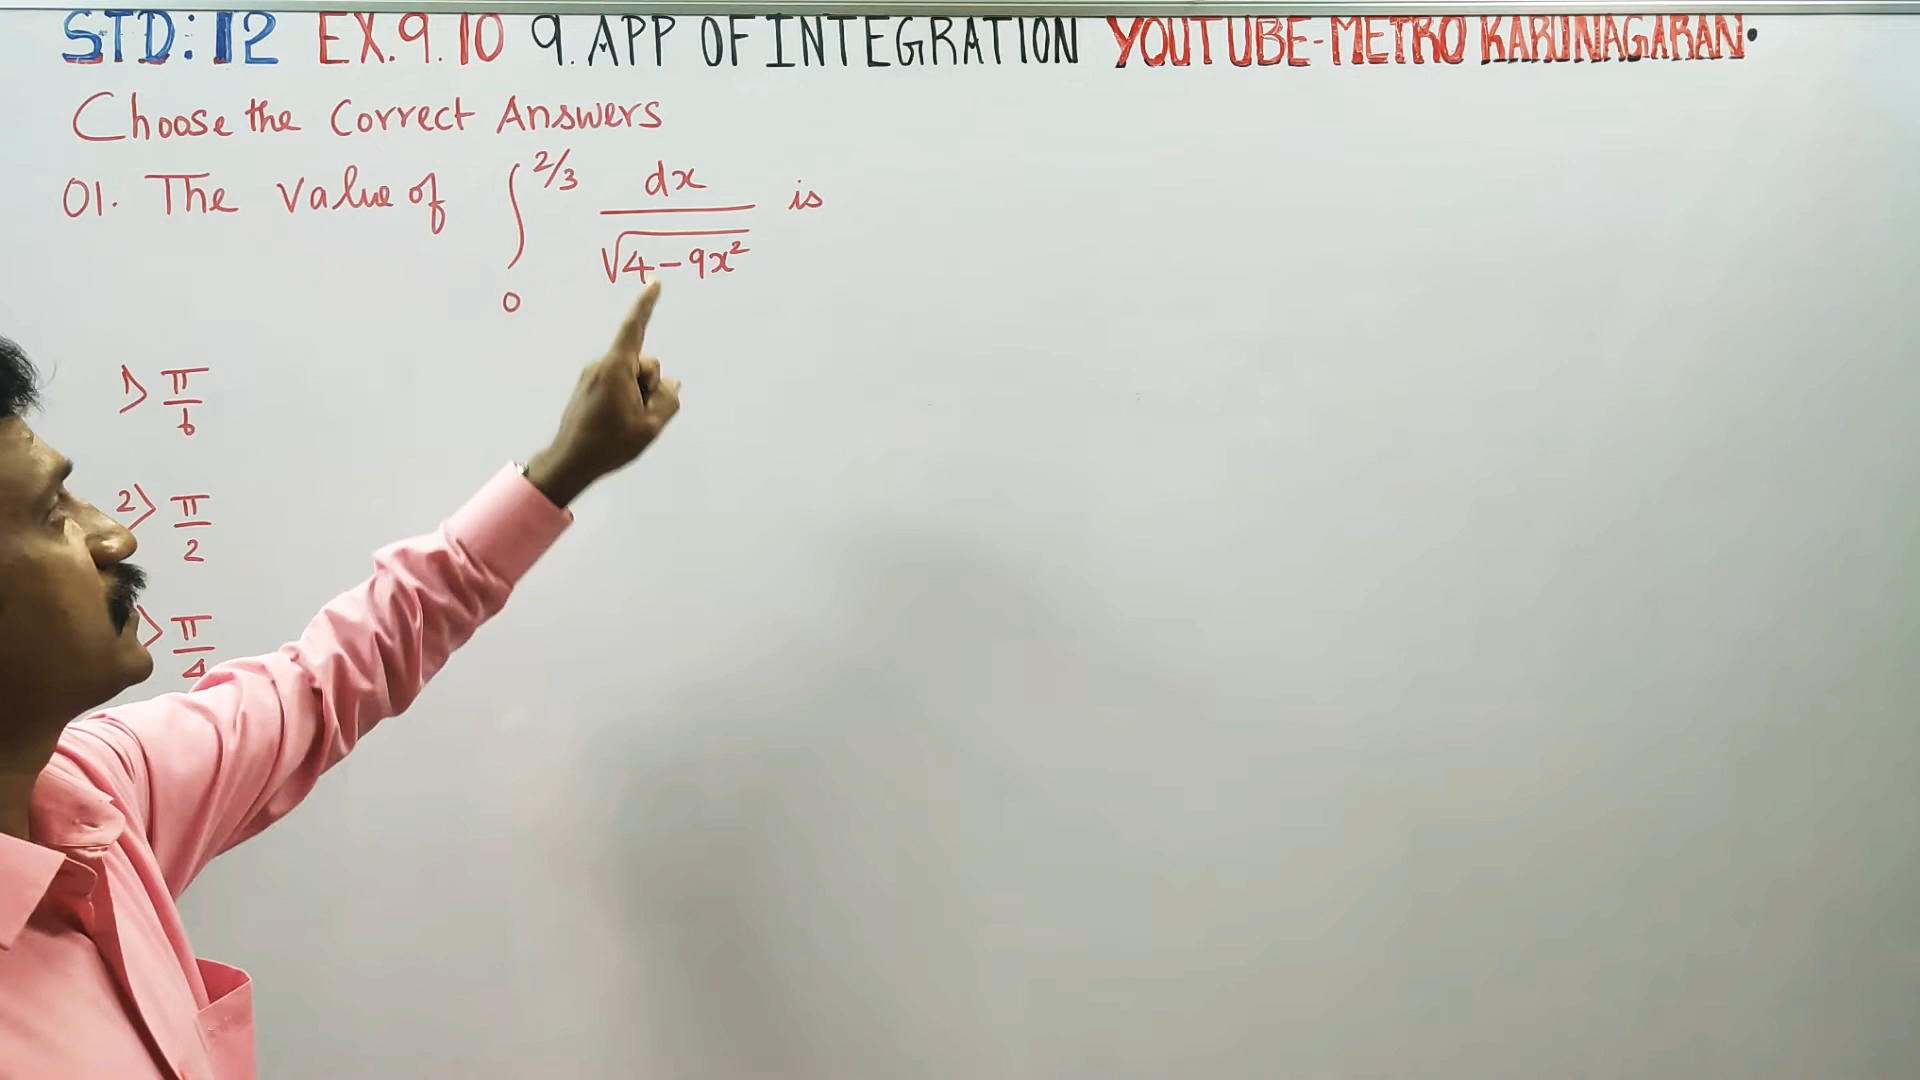 STD: 12 EX.9.10 9. APP OF INTEGRATION YOUTUBE-METRO KARUNAGARAN.
Choose the Correct Answers
01. The Value of ∫₀^{2/3} dx/√(4-9x²) is
1) π/6
2) π/2
) π/4